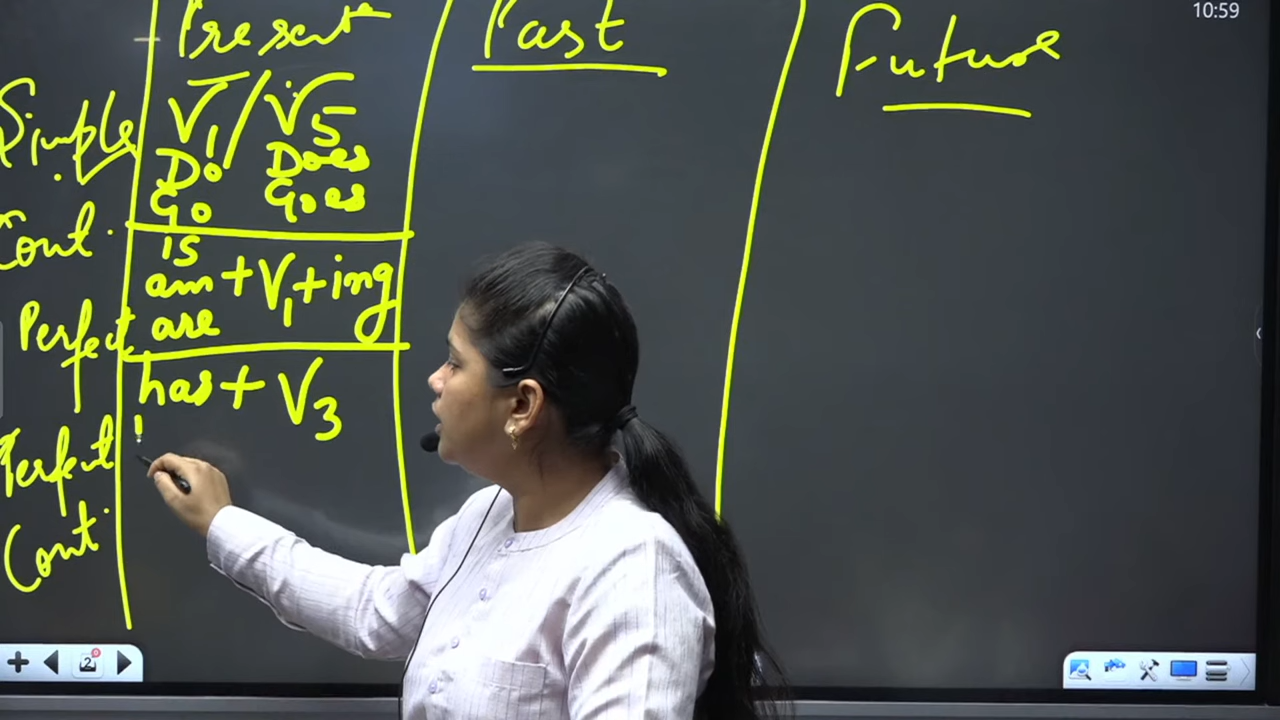 10:59
Present Past Future
Simple V1/V5
Do Does
Go Goes
Cont. is
am + V1 + ing
are
Perfect has + V3
Perfect
Cont.
2